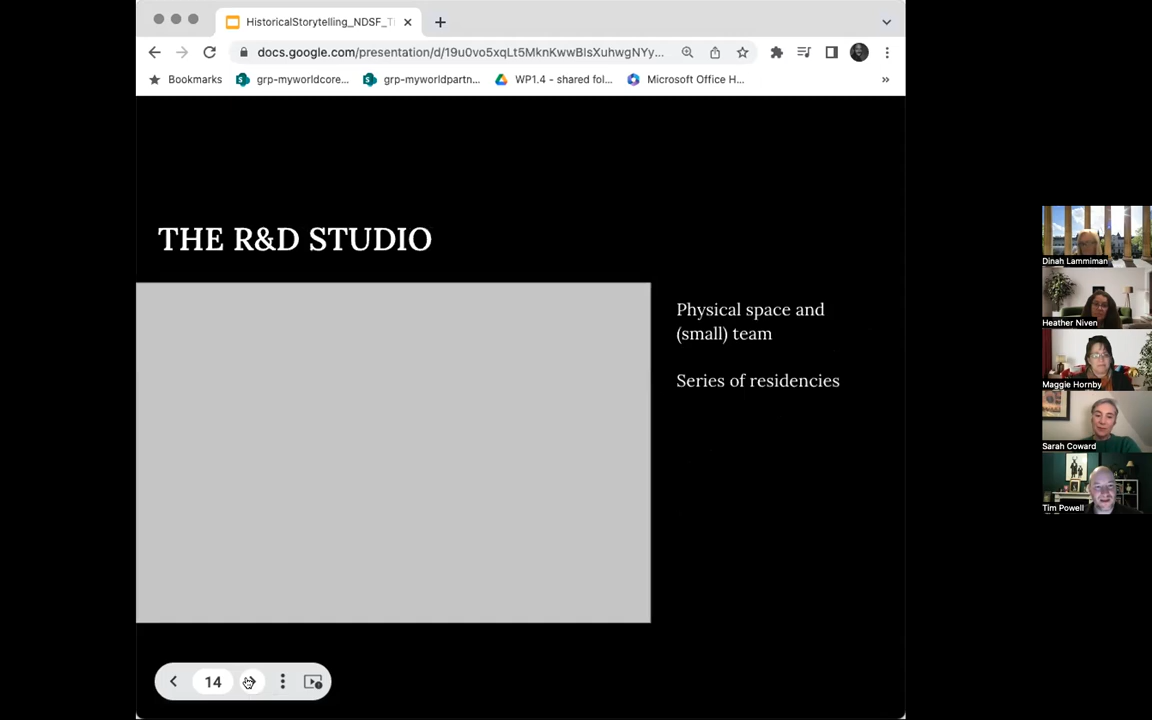 HistoricalStorytelling_NDSF_T
docs.google.com/presentation/d/19u0vo5xqLt5MknKwwBlsXuhwgNYy...
Bookmarks
grp-myworldcore...
grp-myworldpartn...
WP1.4 - shared fol...
Microsoft Office H...
»
THE R&D STUDIO
Physical space and
(small) team
Series of residencies
14
Dinah Lammiman
Heather Niven
Maggie Hornby
Sarah Coward
Tim Powell